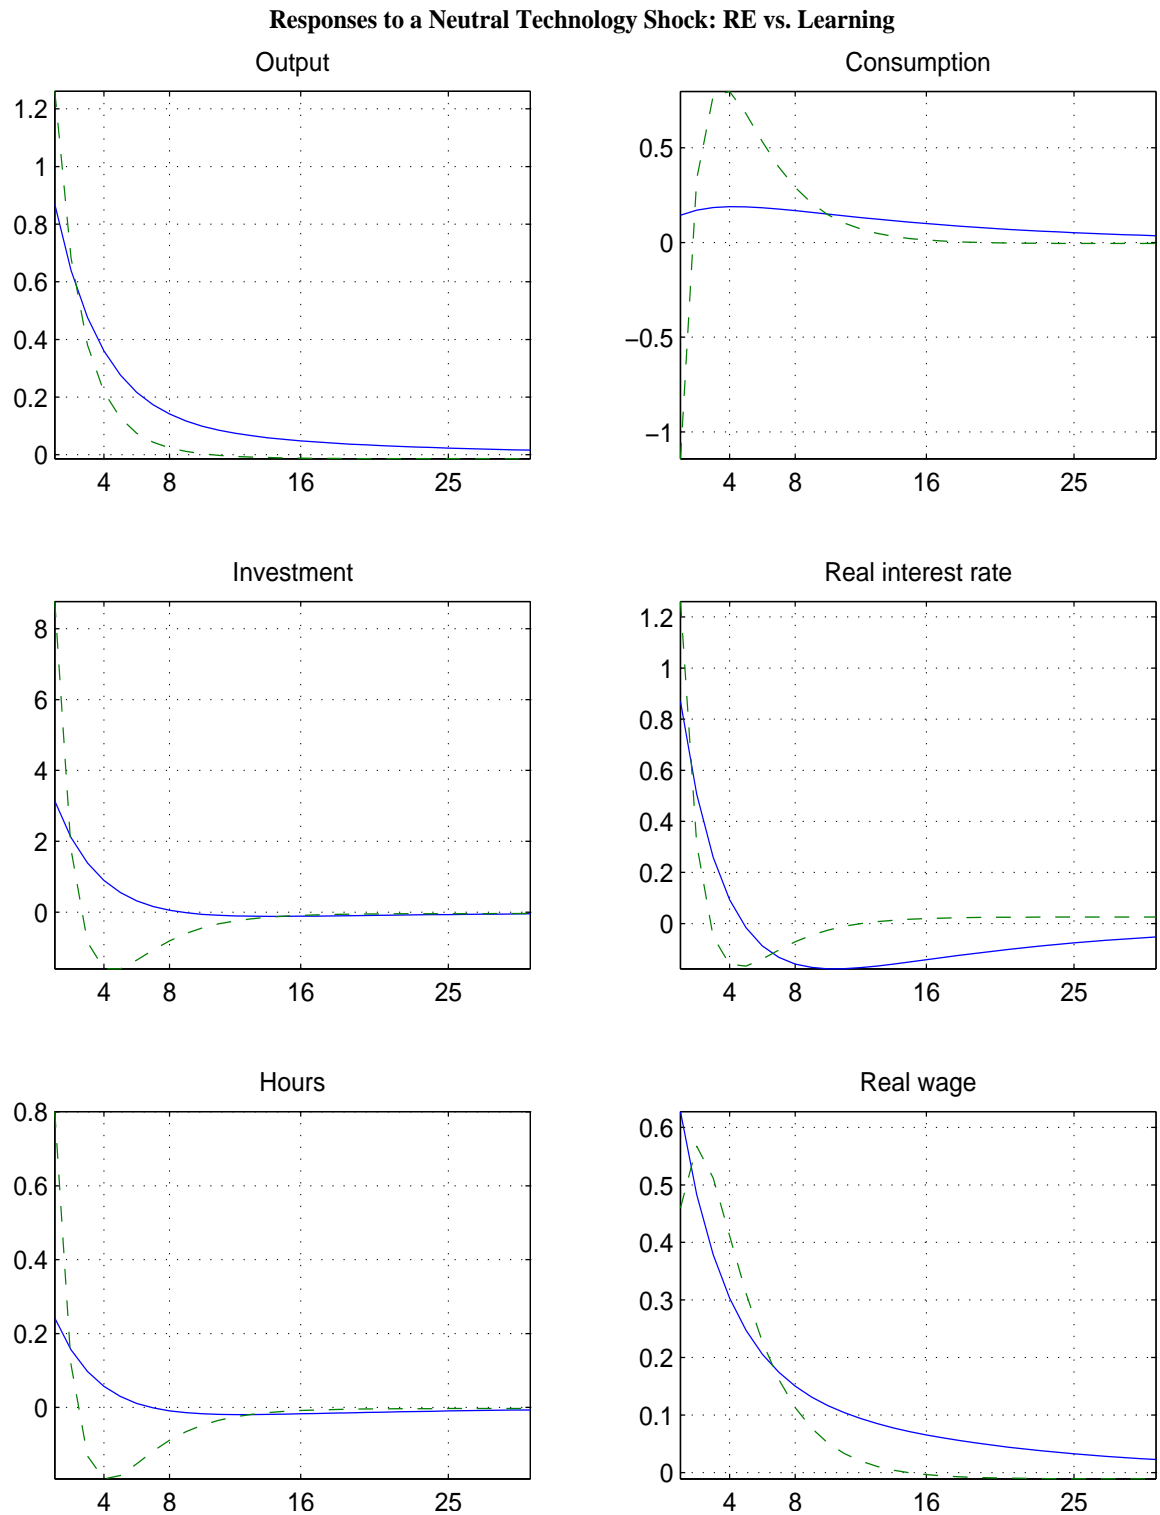 Responses to a Neutral Technology Shock: RE vs. Learning
Output
1.2
1
0.8
0.6
0.4
0.2
0
4 8 16 25
Consumption
0.5
0
−0.5
−1
4 8 16 25
Investment
8
6
4
2
0
4 8 16 25
Real interest rate
1.2
1
0.8
0.6
0.4
0.2
0
4 8 16 25
Hours
0.8
0.6
0.4
0.2
0
4 8 16 25
Real wage
0.6
0.5
0.4
0.3
0.2
0.1
0
4 8 16 25